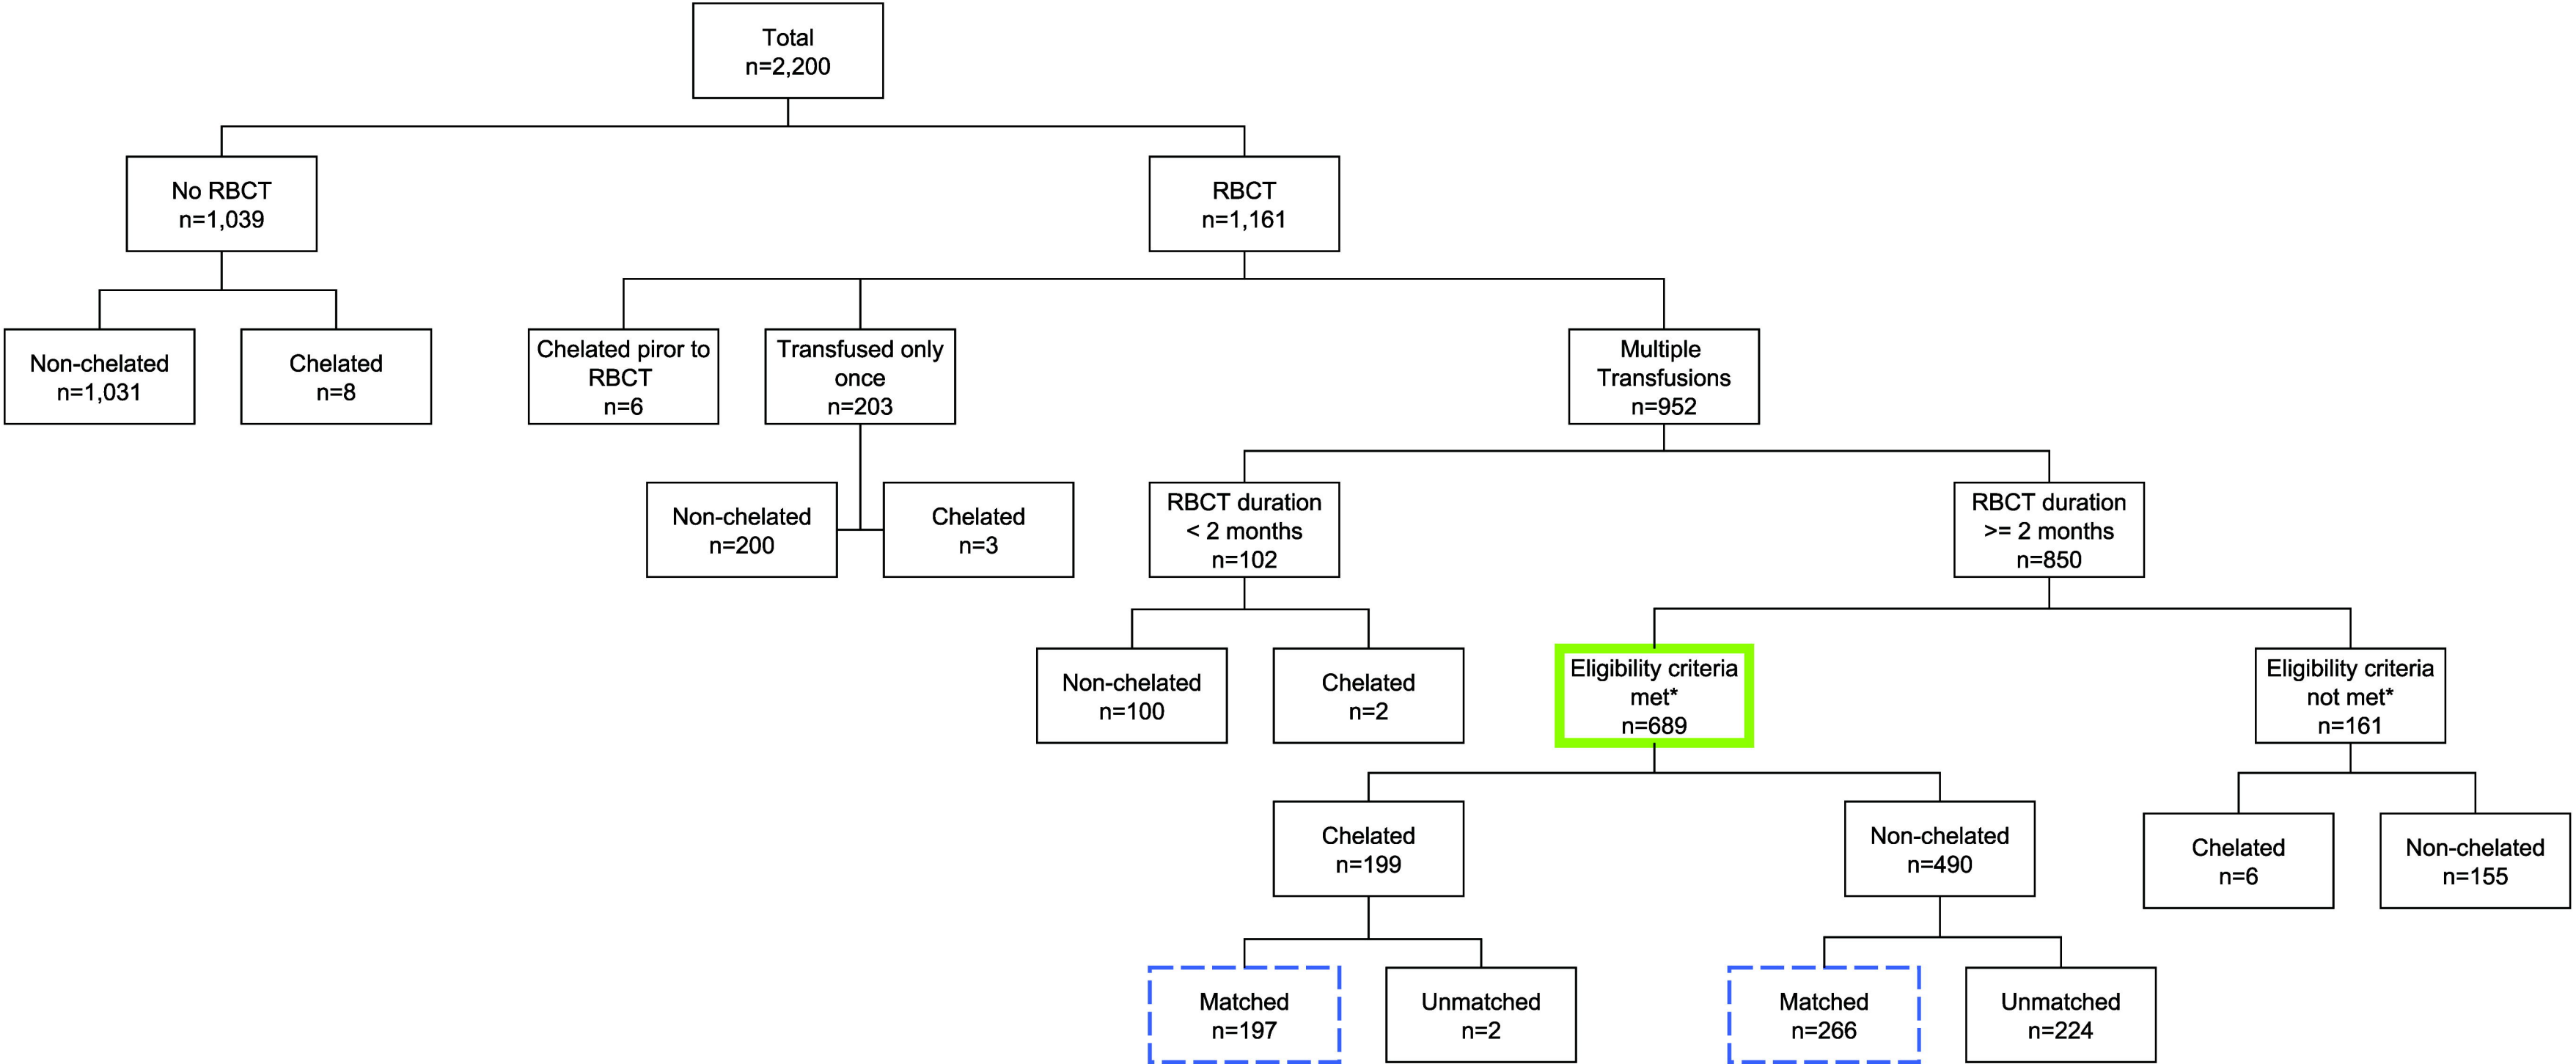 Total
n=2,200
No RBCT
n=1,039
RBCT
n=1,161
Non-chelated
n=1,031
Chelated
n=8
Chelated piror to
RBCT
n=6
Transfused only
once
n=203
Multiple
Transfusions
n=952
Non-chelated
n=200
Chelated
n=3
RBCT duration
< 2 months
n=102
RBCT duration
>= 2 months
n=850
Non-chelated
n=100
Chelated
n=2
Eligibility criteria
met*
n=689
Eligibility criteria
not met*
n=161
Chelated
n=199
Non-chelated
n=490
Chelated
n=6
Non-chelated
n=155
Matched
n=197
Unmatched
n=2
Matched
n=266
Unmatched
n=224